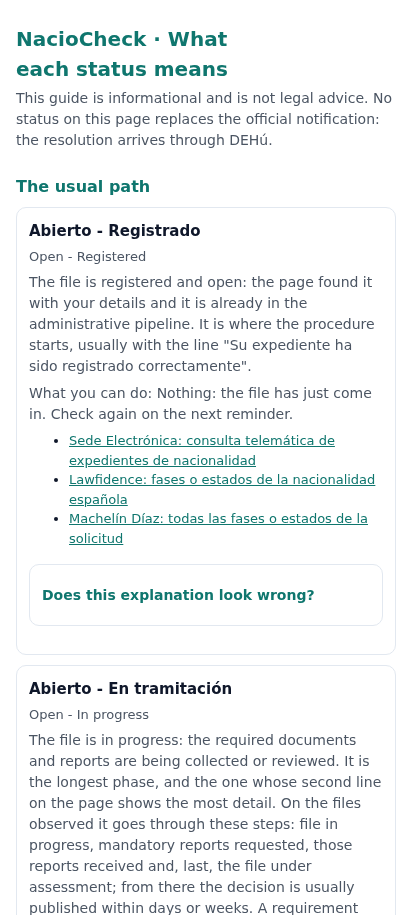 NacioCheck · What
each status means
This guide is informational and is not legal advice. No
status on this page replaces the official notification:
the resolution arrives through DEHú.
The usual path
Abierto - Registrado
Open - Registered
The file is registered and open: the page found it
with your details and it is already in the
administrative pipeline. It is where the procedure
starts, usually with the line "Su expediente ha
sido registrado correctamente".
What you can do: Nothing: the file has just come
in. Check again on the next reminder.
• Sede Electrónica: consulta telemática de
expedientes de nacionalidad
• Lawfidence: fases o estados de la nacionalidad
española
• Machelín Díaz: todas las fases o estados de la
solicitud
Does this explanation look wrong?
Abierto - En tramitación
Open - In progress
The file is in progress: the required documents
and reports are being collected or reviewed. It is
the longest phase, and the one whose second line
on the page shows the most detail. On the files
observed it goes through these steps: file in
progress, mandatory reports requested, those
reports received and, last, the file under
assessment; from there the decision is usually
published within days or weeks. A requirement